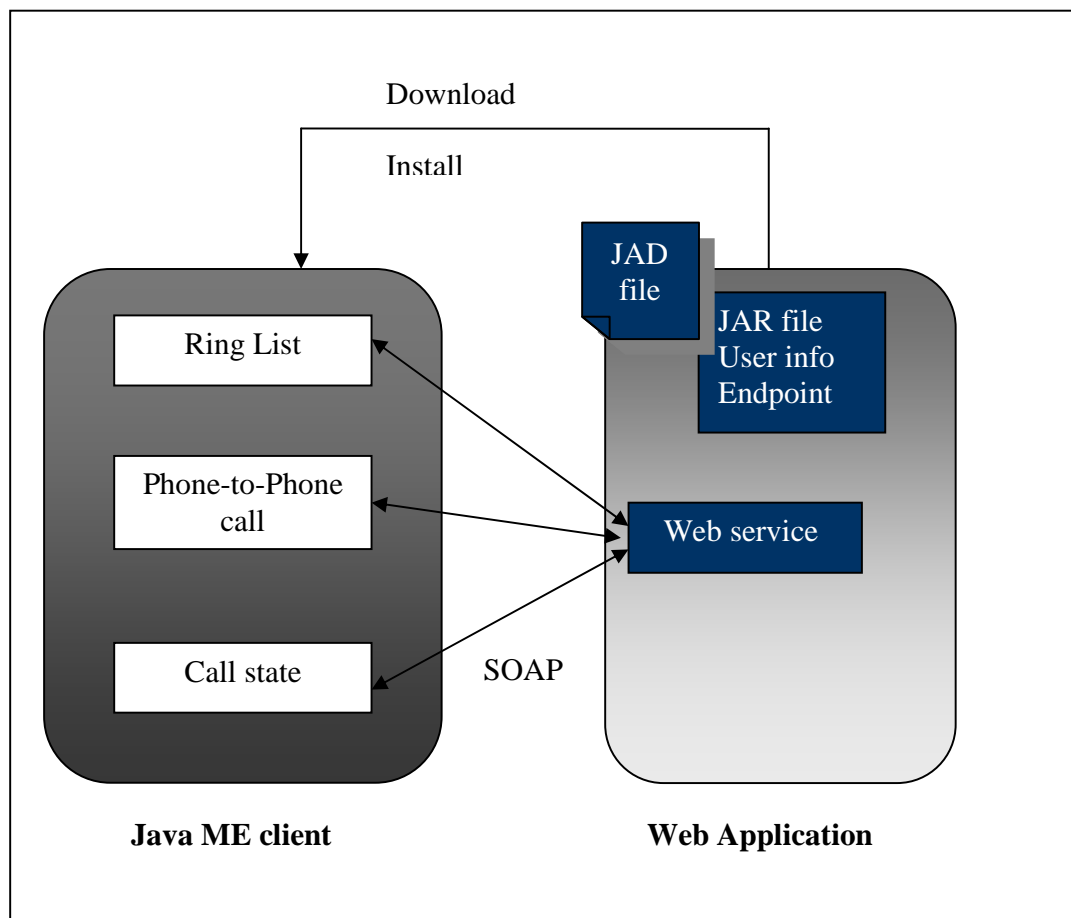 Download
Install
JAD
file
JAR file
User info
Endpoint
Ring List
Phone-to-Phone
call
Web service
Call state
SOAP
Java ME client
Web Application